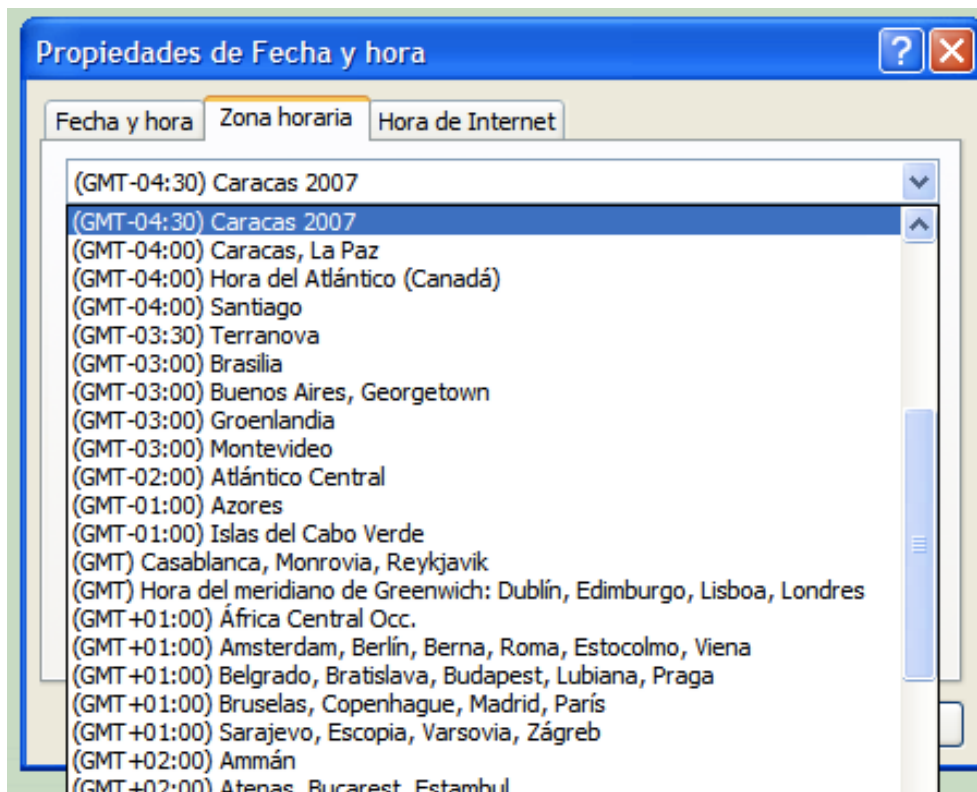 Propiedades de Fecha y hora
Fecha y hora Zona horaria Hora de Internet
(GMT-04:30) Caracas 2007
(GMT-04:30) Caracas 2007
(GMT-04:00) Caracas, La Paz
(GMT-04:00) Hora del Atlántico (Canadá)
(GMT-04:00) Santiago
(GMT-03:30) Terranova
(GMT-03:00) Brasilia
(GMT-03:00) Buenos Aires, Georgetown
(GMT-03:00) Groenlandia
(GMT-03:00) Montevideo
(GMT-02:00) Atlántico Central
(GMT-01:00) Azores
(GMT-01:00) Islas del Cabo Verde
(GMT) Casablanca, Monrovia, Reykjavik
(GMT) Hora del meridiano de Greenwich: Dublín, Edimburgo, Lisboa, Londres
(GMT+01:00) África Central Occ.
(GMT+01:00) Amsterdam, Berlín, Berna, Roma, Estocolmo, Viena
(GMT+01:00) Belgrado, Bratislava, Budapest, Lubiana, Praga
(GMT+01:00) Bruselas, Copenhague, Madrid, París
(GMT+01:00) Sarajevo, Escopia, Varsovia, Zágreb
(GMT+02:00) Ammán
(GMT+02:00) Atenas, Bucarest, Estambul